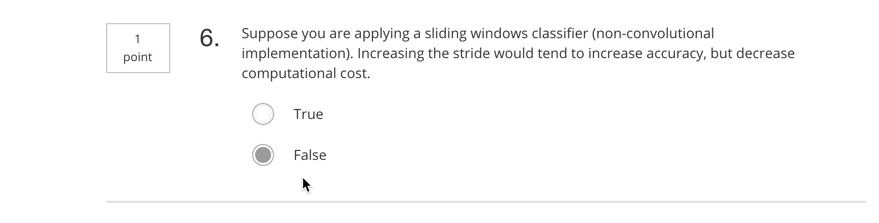 1
point
6.
Suppose you are applying a sliding windows classifier (non-convolutional
implementation). Increasing the stride would tend to increase accuracy, but decrease
computational cost.
True
False